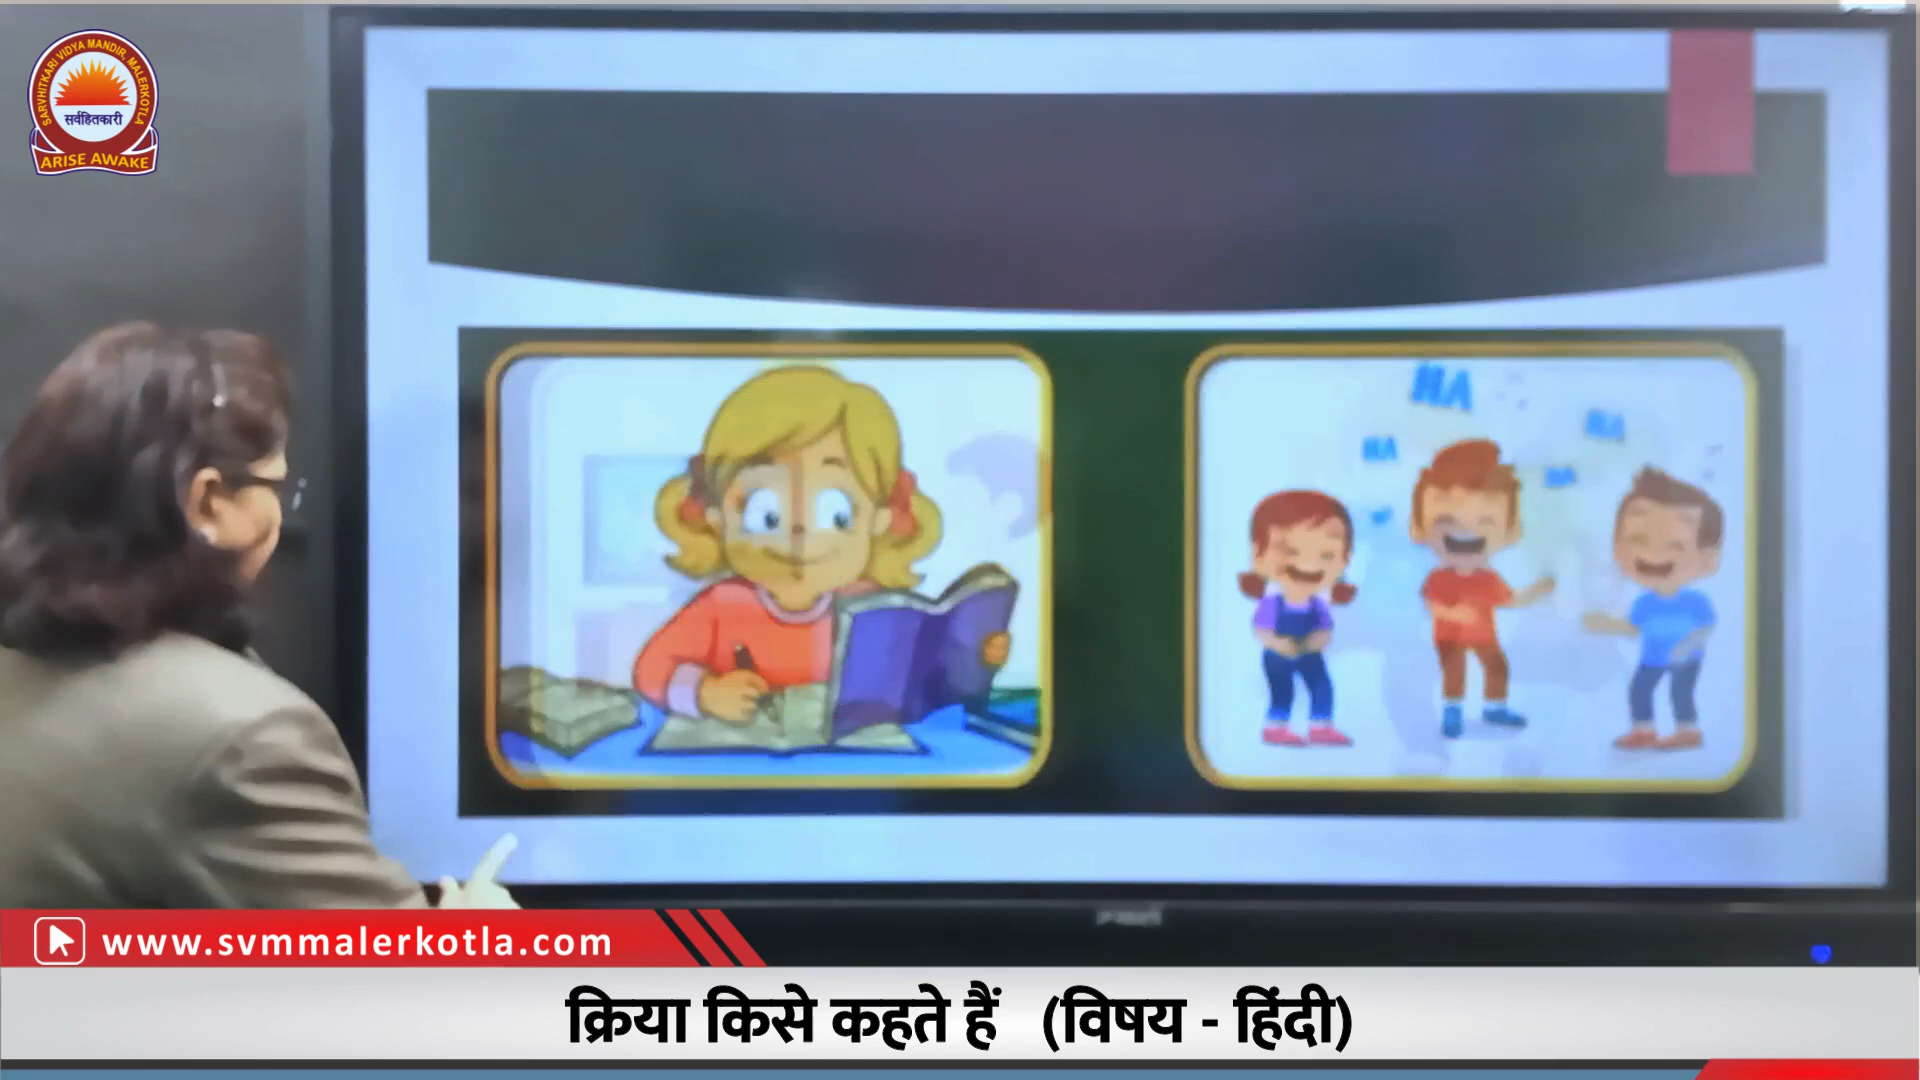 SARVHITKARI VIDYA MANDIR, MALERKOTLA
सर्वहितकारी
ARISE AWAKE
HA
HA
HA
HA
www.svmmalerkotla.com
क्रिया किसे कहते हैं (विषय - हिंदी)